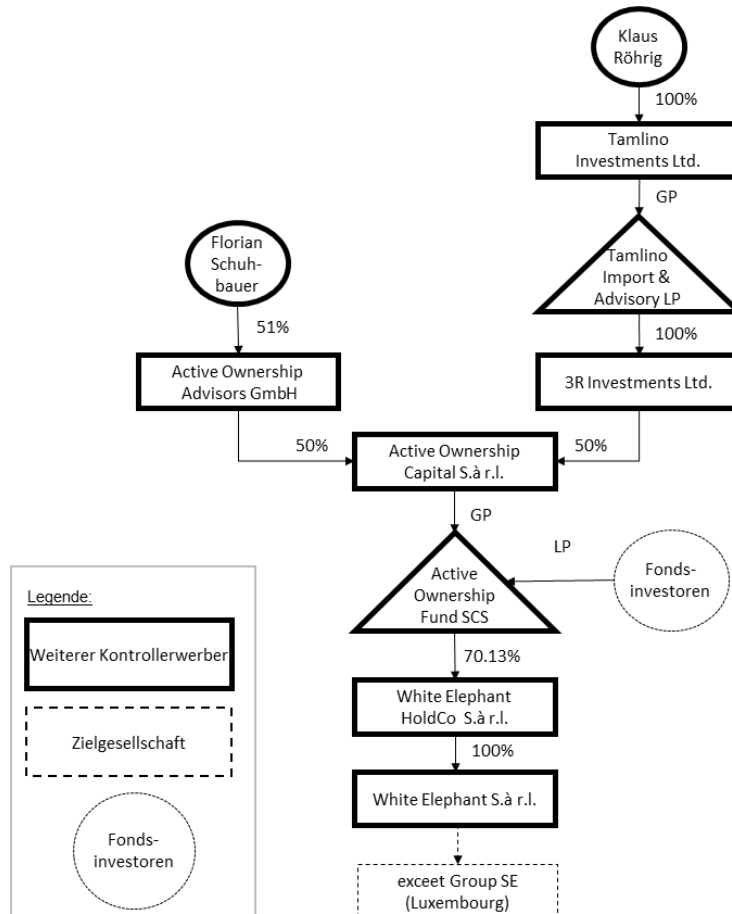 Klaus
Röhrig
100%
Tamlino
Investments Ltd.
GP
Tamlino
Import &
Advisory LP
100%
3R Investments Ltd.
Florian
Schuh-
bauer
51%
Active Ownership
Advisors GmbH
50%
50%
Active Ownership
Capital S.à r.l.
GP
LP
Active
Ownership
Fund SCS
Fonds-
investoren
70.13%
White Elephant
HoldCo S.à r.l.
100%
White Elephant S.à r.l.
exceet Group SE
(Luxembourg)
Legende:
Weiterer Kontrollerwerber
Zielgesellschaft
Fonds-
investoren